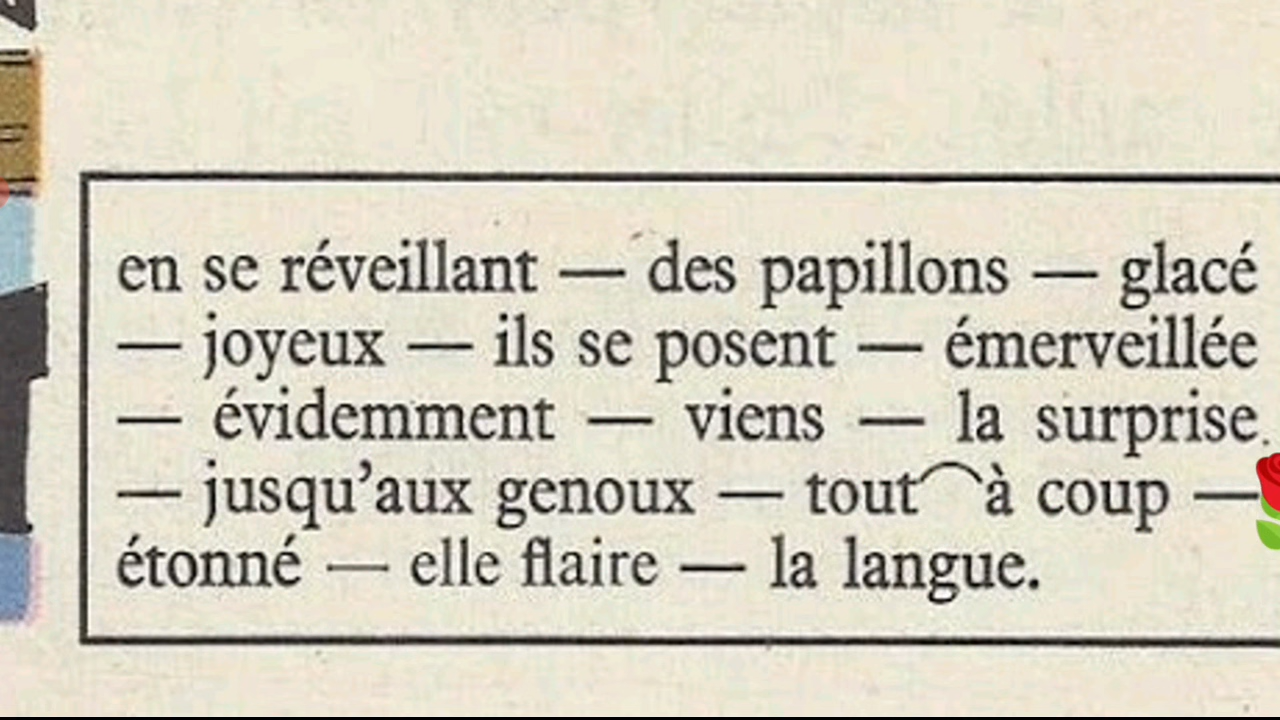 en se réveillant — des papillons — glacé
— joyeux — ils se posent — émerveillée
— évidemment — viens — la surprise
— jusqu'aux genoux — tout‿à coup —
étonné — elle flaire — la langue.